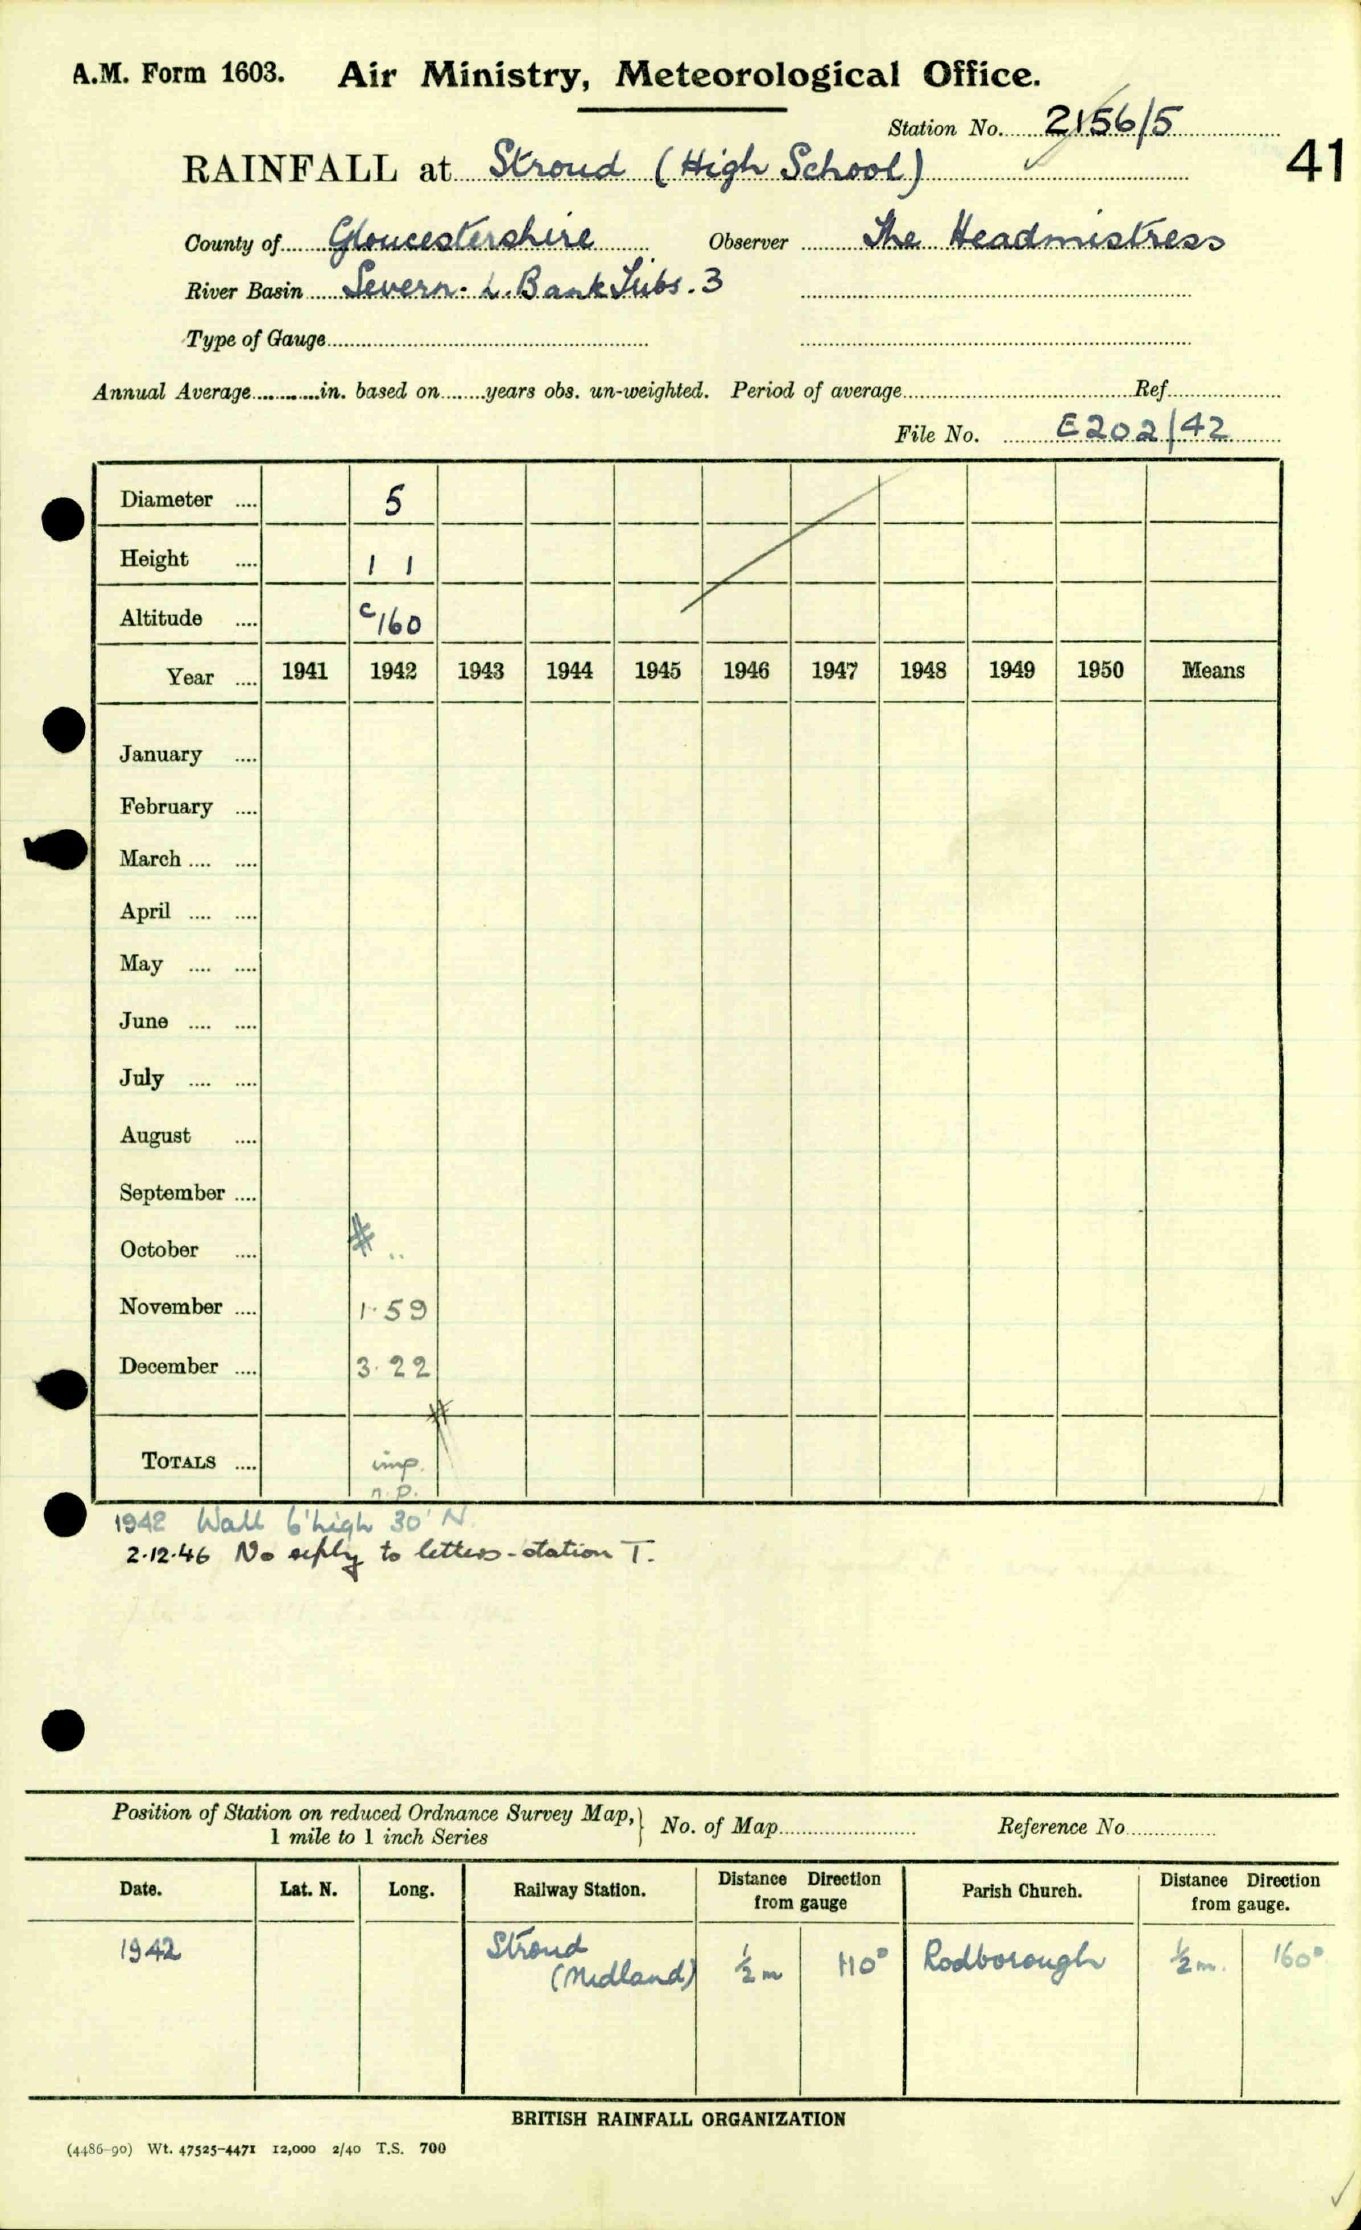 A.M. Form 1603. Air Ministry, Meteorological Office.
Station No. 2156/5
41
RAINFALL at Stroud (High School)
County of Gloucestershire Observer The Headmistress
River Basin Severn. L. Bank Tribs. 3
Type of Gauge
Annual Average in. based on years obs. un-weighted. Period of average Ref.
File No. E202/42
Diameter .... 5
Height .... 1 1
Altitude .... c/160
Year .... 1941 1942 1943 1944 1945 1946 1947 1948 1949 1950 Means
January ....
February ....
March .... ....
April .... ....
May .... ....
June .... ....
July .... ....
August ....
September ....
October .... # ..
November .... 1.59
December .... 3.22
#
TOTALS .... imp.
n.p.
1942 Wall 6' high 30' N.
2.12.46 No reply to letters - station T.
Position of Station on reduced Ordnance Survey Map,
1 mile to 1 inch Series
No. of Map Reference No
Date. Lat. N. Long. Railway Station. Distance from gauge Direction Parish Church. Distance from gauge. Direction
1942 Stroud (Midland) ½ m 110° Rodborough ½ m. 160°
BRITISH RAINFALL ORGANIZATION
(4486-90) Wt. 47525-4471 12,000 2/40 T.S. 700